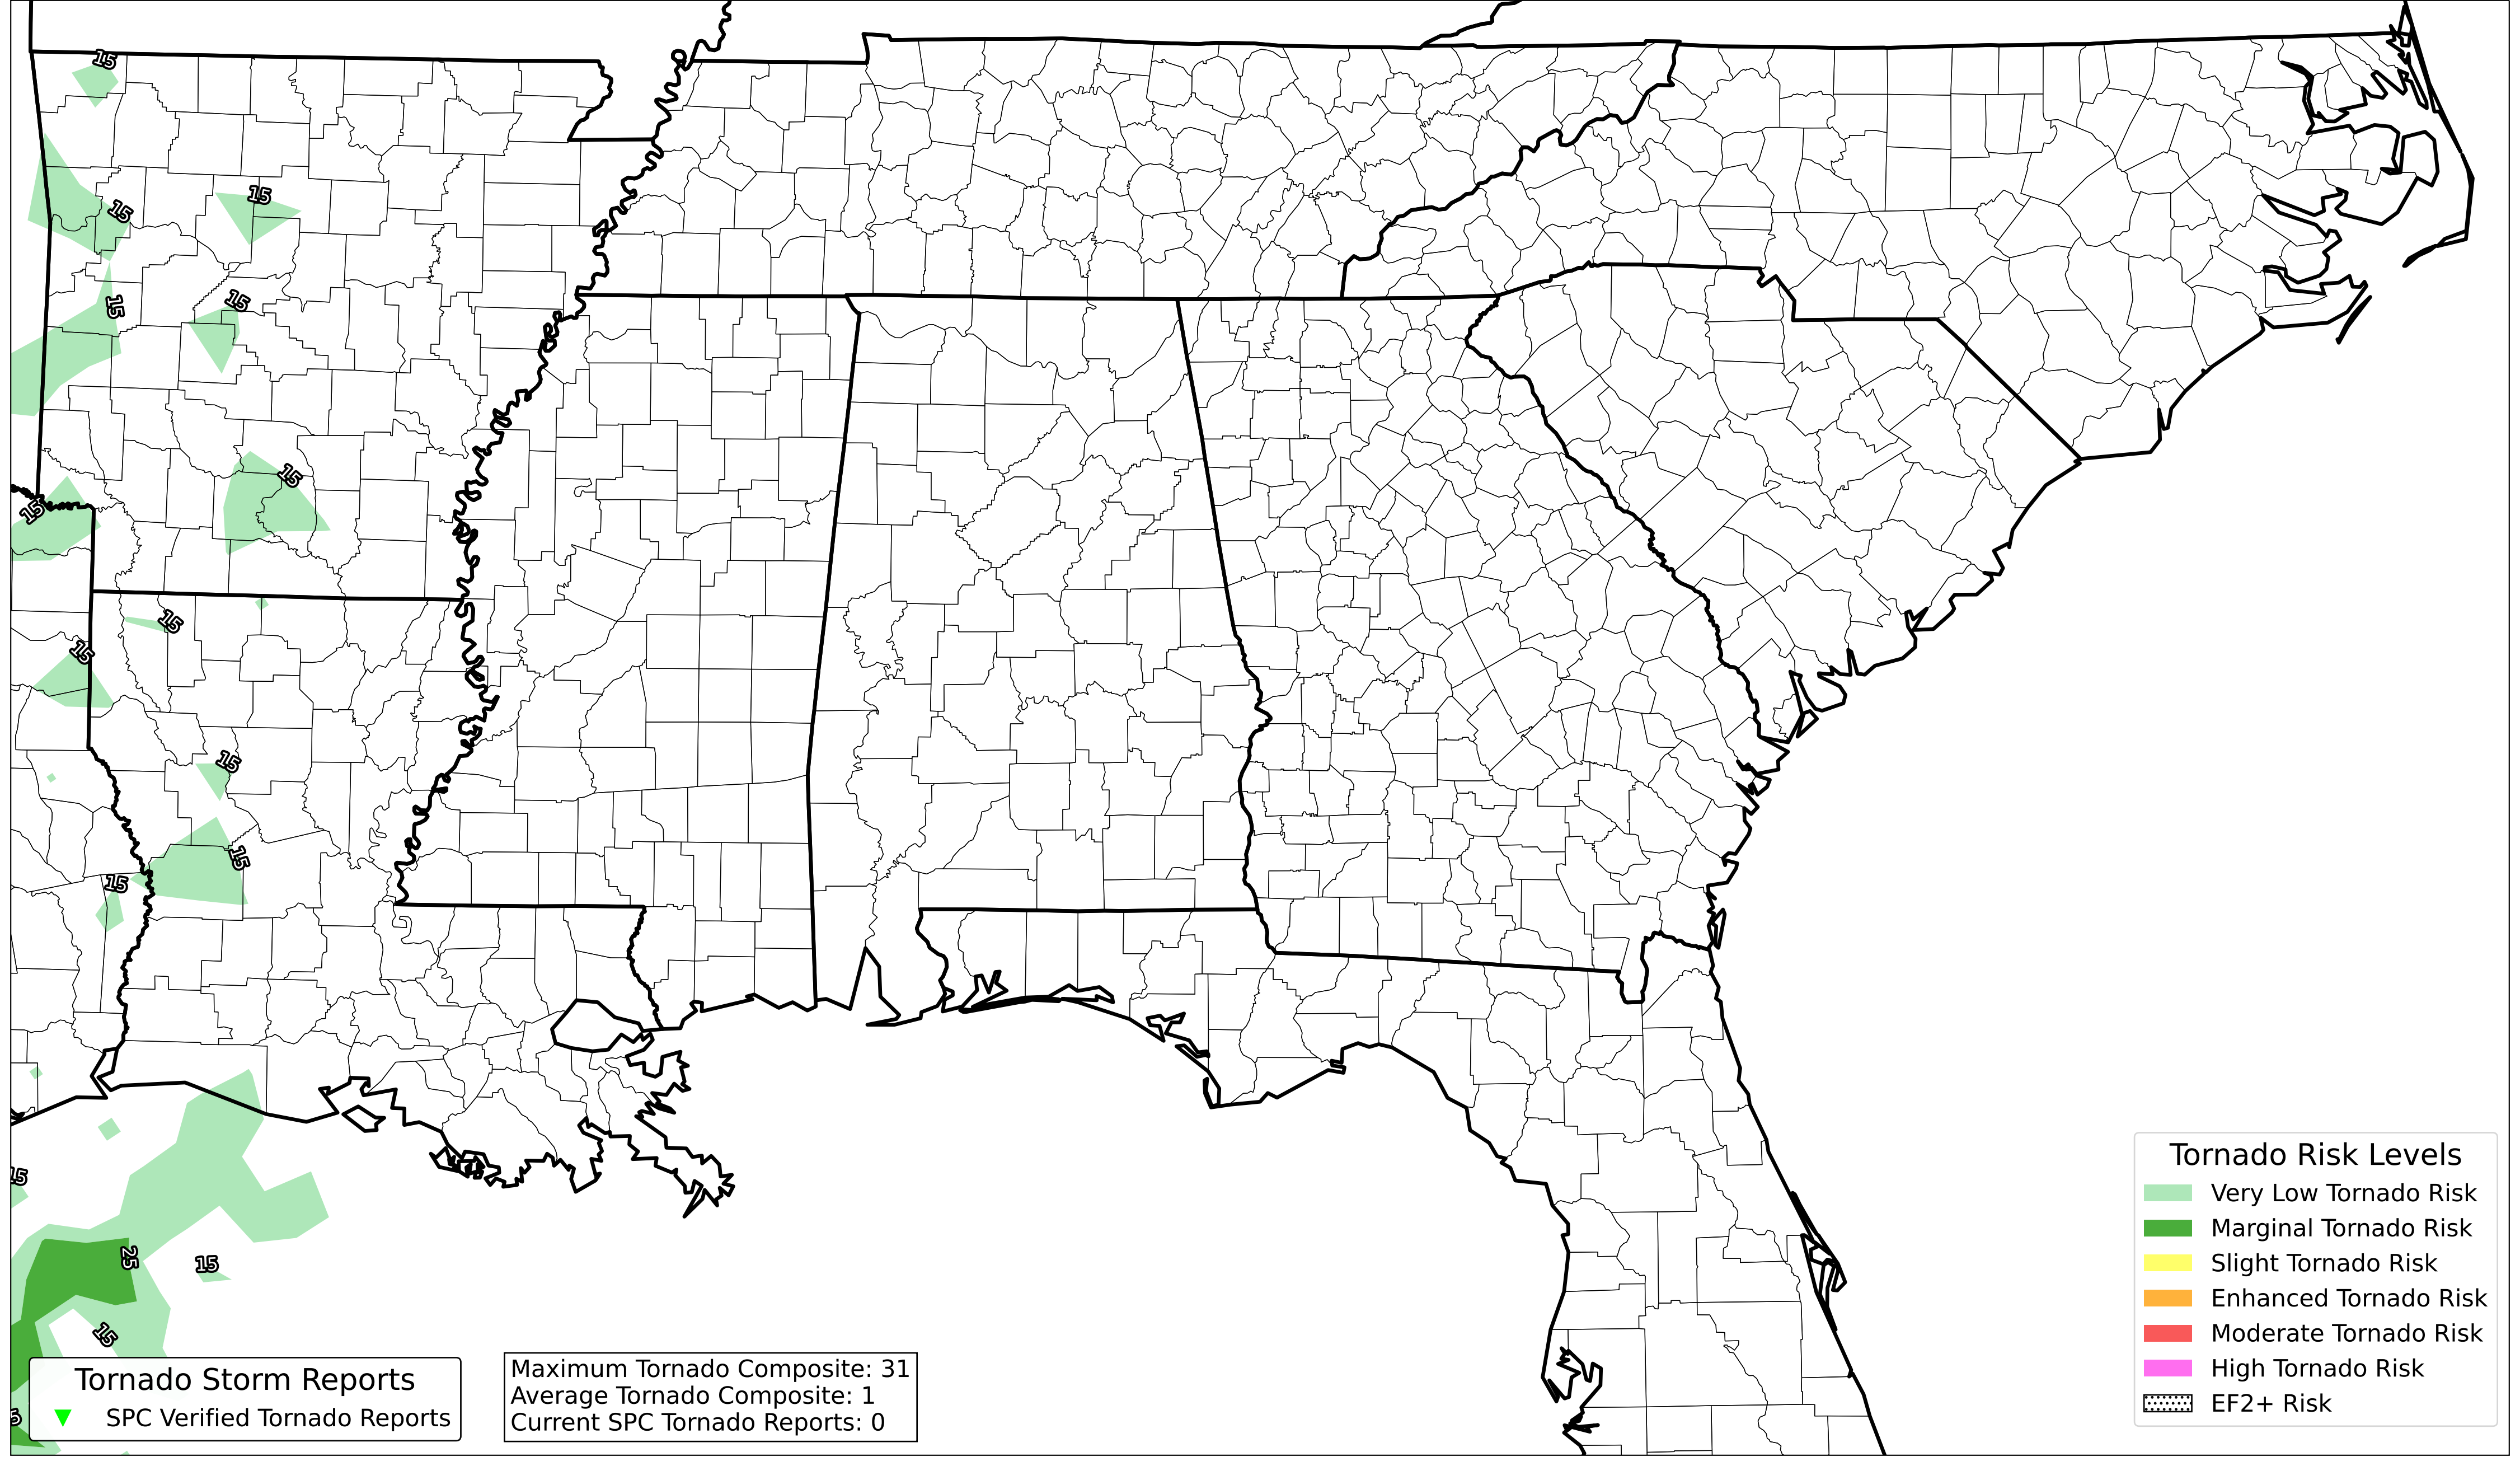 15
15
15
15
15
15
15
15
15
15
15
15
15
25
15
15
Tornado Storm Reports
SPC Verified Tornado Reports
Maximum Tornado Composite: 31
Average Tornado Composite: 1
Current SPC Tornado Reports: 0
Tornado Risk Levels
Very Low Tornado Risk
Marginal Tornado Risk
Slight Tornado Risk
Enhanced Tornado Risk
Moderate Tornado Risk
High Tornado Risk
EF2+ Risk